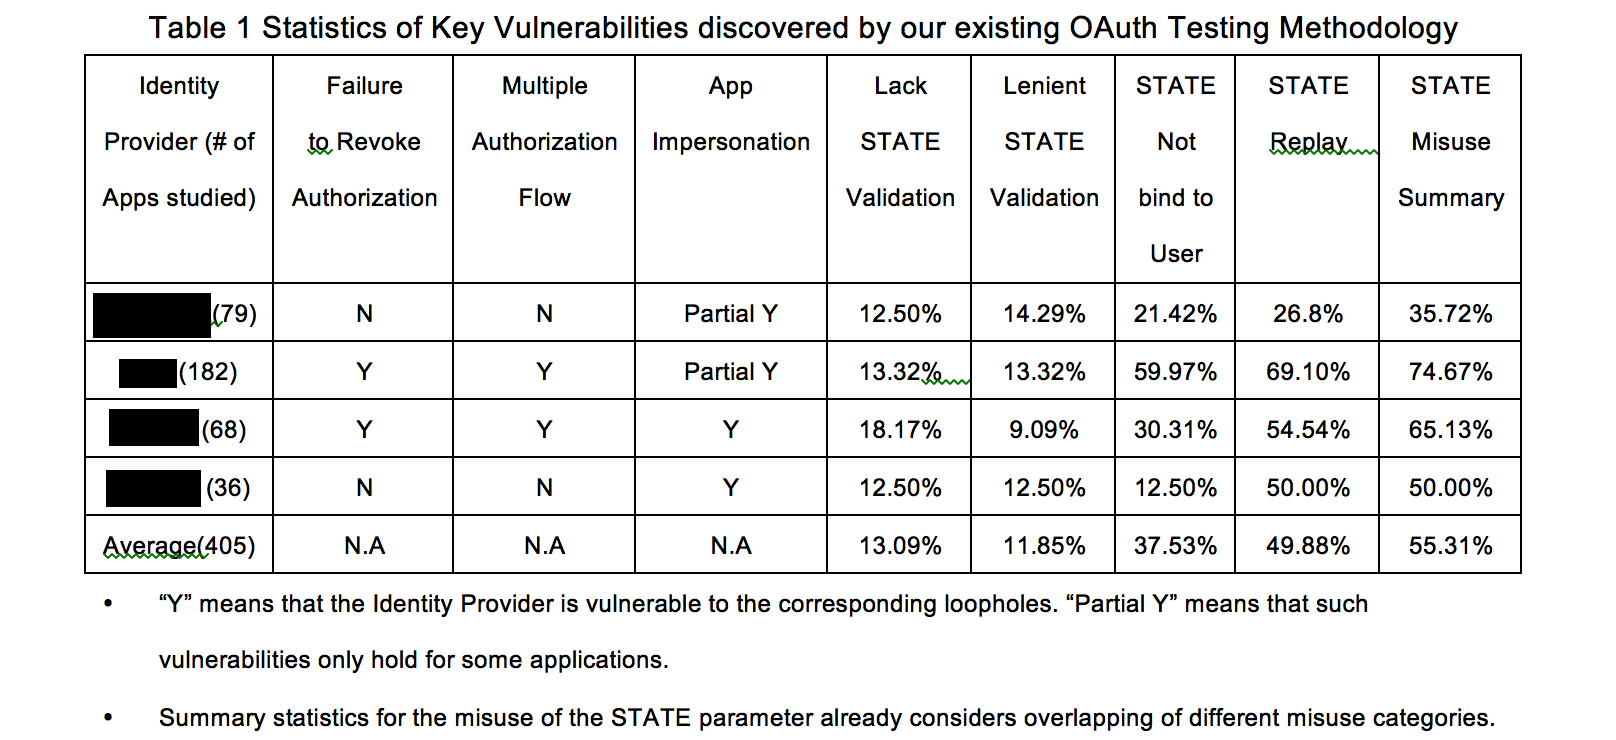 Table 1 Statistics of Key Vulnerabilities discovered by our existing OAuth Testing Methodology
Identity Provider (# of Apps studied) Failure to Revoke Authorization Multiple Authorization Flow App Impersonation Lack STATE Validation Lenient STATE Validation STATE Not bind to User STATE Replay STATE Misuse Summary
(79) N N Partial Y 12.50% 14.29% 21.42% 26.8% 35.72%
(182) Y Y Partial Y 13.32% 13.32% 59.97% 69.10% 74.67%
(68) Y Y Y 18.17% 9.09% 30.31% 54.54% 65.13%
(36) N N Y 12.50% 12.50% 12.50% 50.00% 50.00%
Average(405) N.A N.A N.A 13.09% 11.85% 37.53% 49.88% 55.31%
• “Y” means that the Identity Provider is vulnerable to the corresponding loopholes. “Partial Y” means that such
vulnerabilities only hold for some applications.
• Summary statistics for the misuse of the STATE parameter already considers overlapping of different misuse categories.